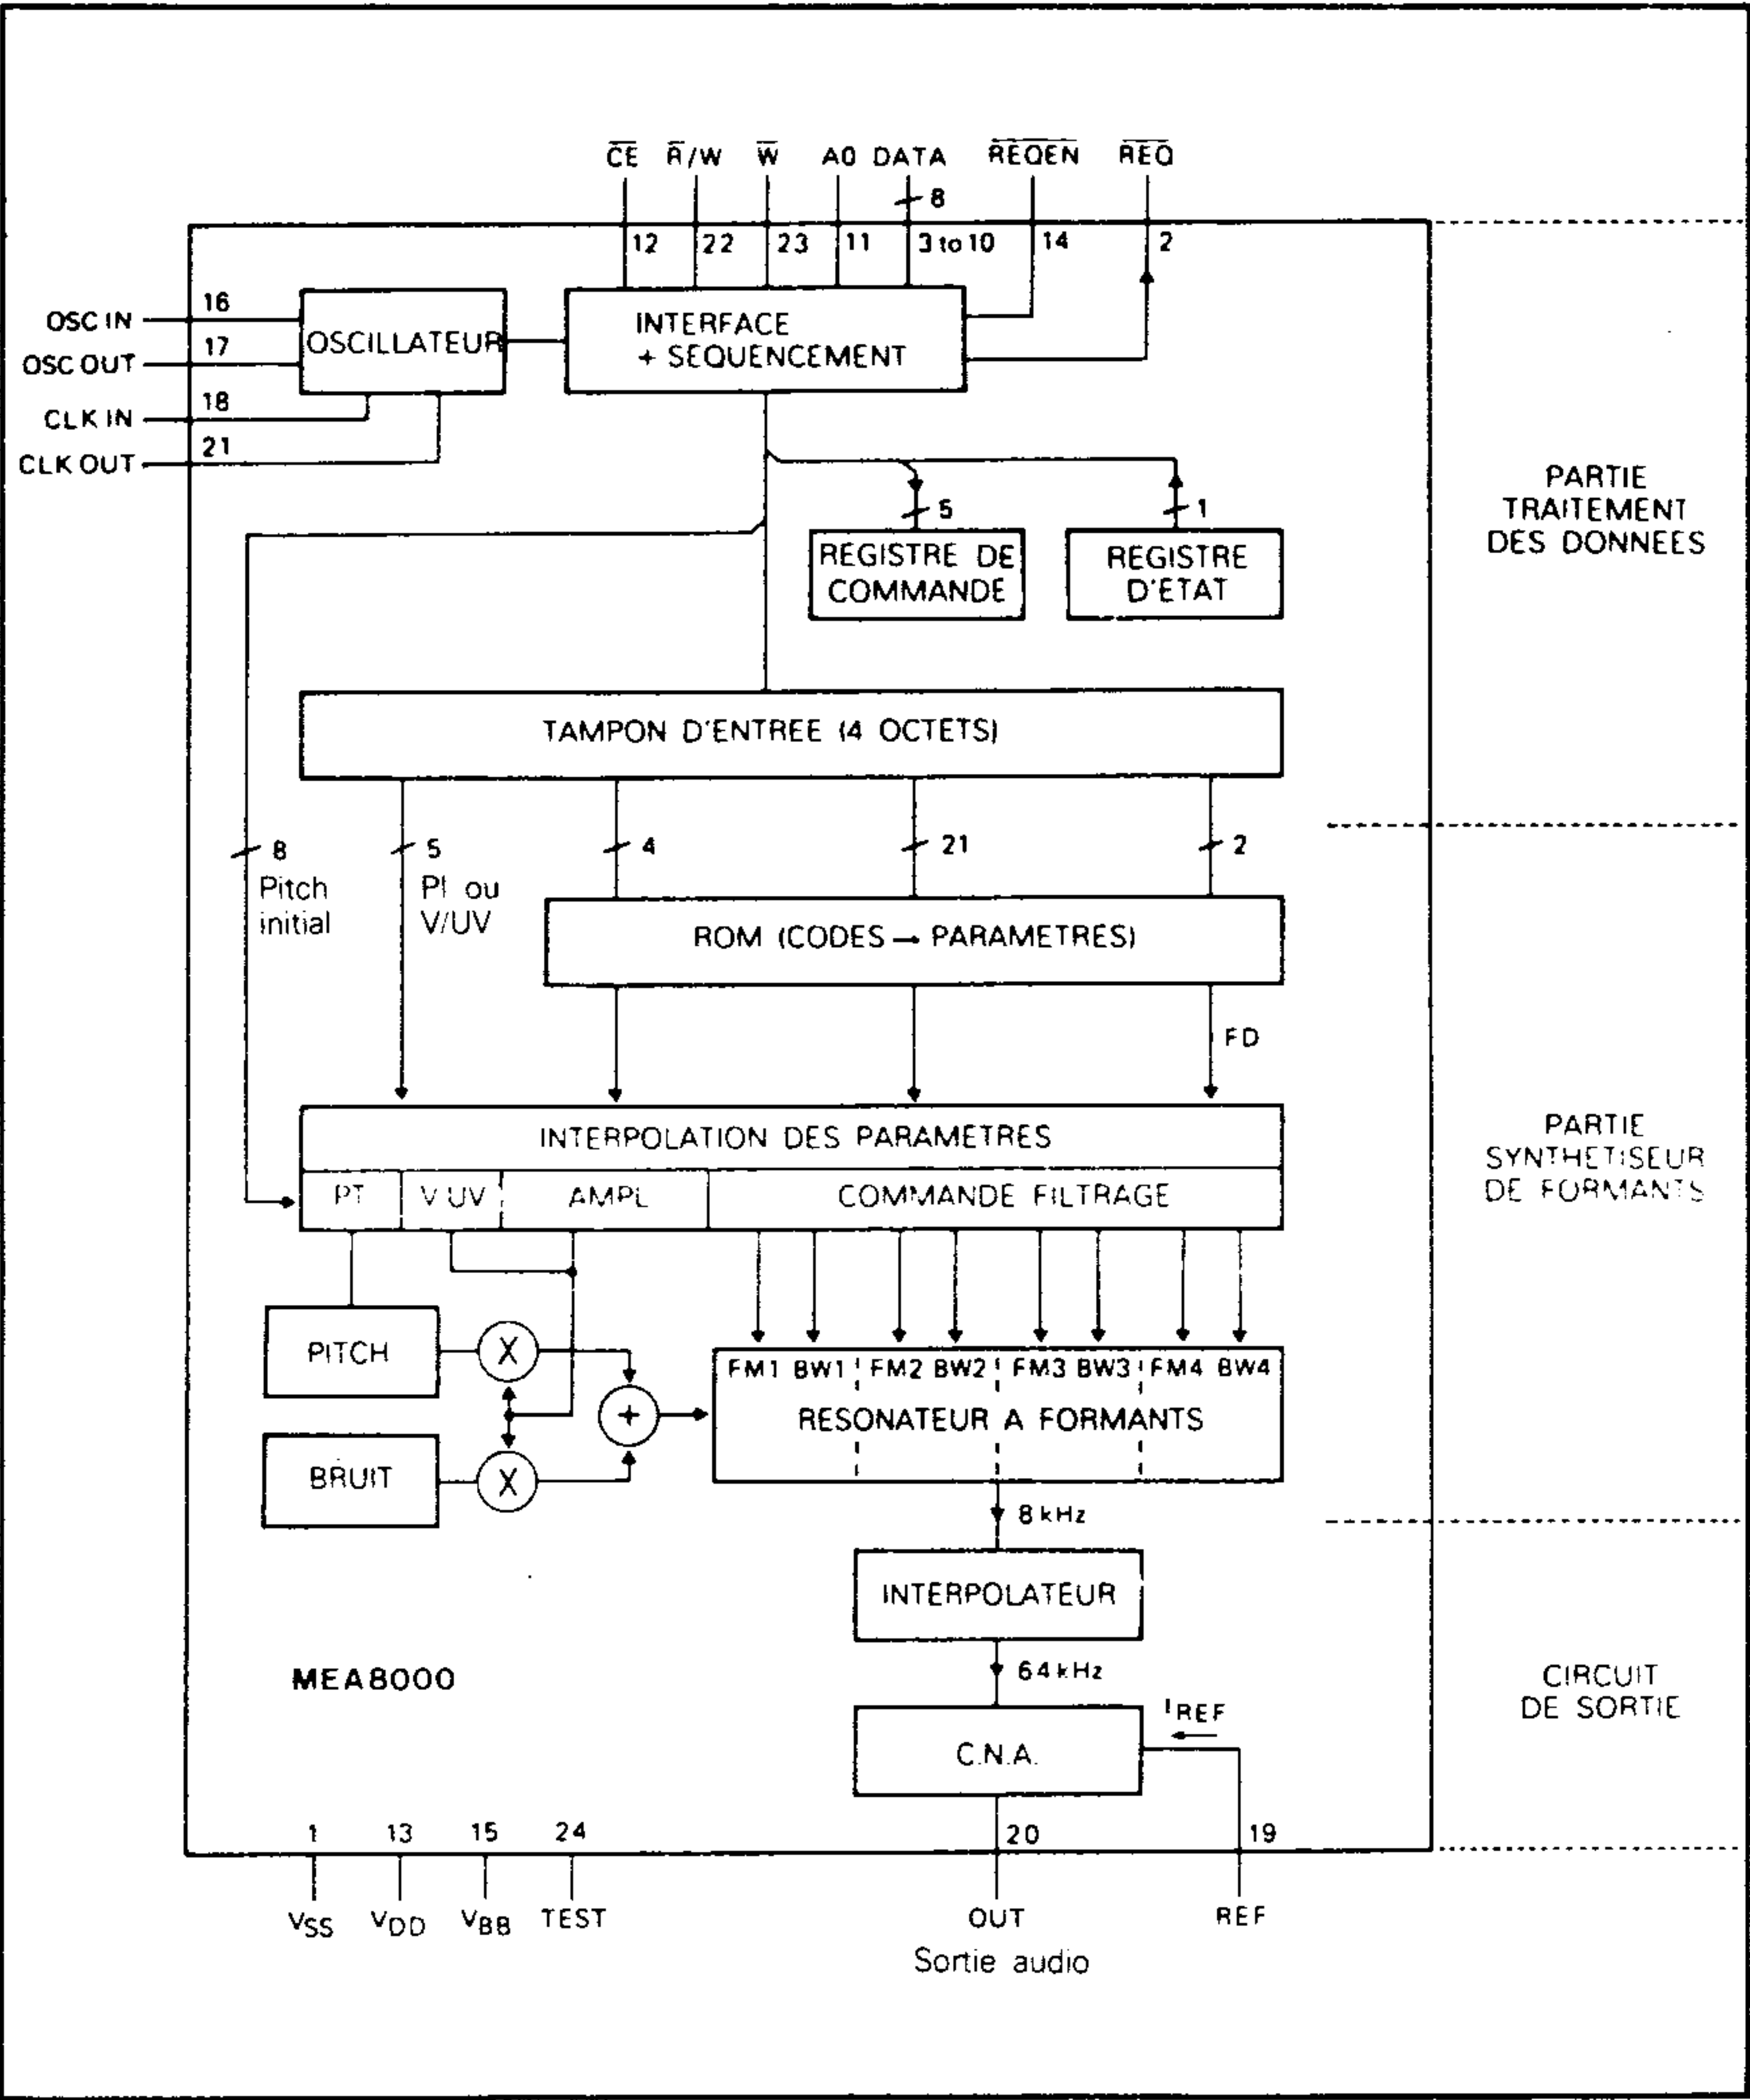 C̅E̅ R̅/W W̅ A0 DATA R̅E̅Q̅E̅N̅ R̅E̅Q̅
8
12 22 23 11 3 to 10 14 2
OSC IN 16
OSC OUT 17
CLK IN 18
CLK OUT 21
OSCILLATEUR
INTERFACE
+ SEQUENCEMENT
5
1
REGISTRE DE
COMMANDE
REGISTRE
D'ETAT
PARTIE
TRAITEMENT
DES DONNEES
TAMPON D'ENTREE (4 OCTETS)
8
Pitch
initial
5
PI ou
V/UV
4
21
2
ROM (CODES → PARAMETRES)
FD
INTERPOLATION DES PARAMETRES
PT V UV AMPL COMMANDE FILTRAGE
PARTIE
SYNTHETISEUR
DE FORMANTS
PITCH
X
+
BRUIT
X
FM1 BW1 FM2 BW2 FM3 BW3 FM4 BW4
RESONATEUR A FORMANTS
8 kHz
INTERPOLATEUR
64 kHz
MEA8000
C.N.A.
IREF
CIRCUIT
DE SORTIE
1 13 15 24 20 19
VSS VDD VBB TEST OUT REF
Sortie audio